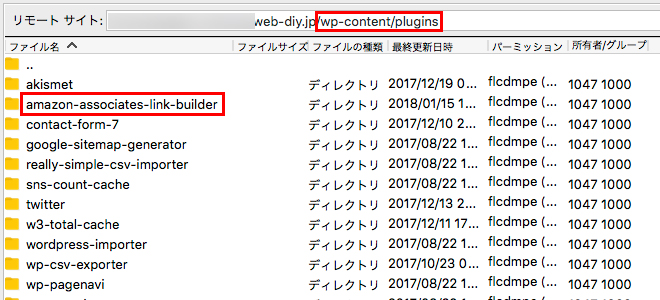 リモート サイト: web-diy.jp/wp-content/plugins
ファイル名 ファイルサイズ ファイルの種類 最終更新日時 パーミッション 所有者/グループ
..
akismet ディレクトリ 2017/12/19 0... flcdmpe (... 1047 1000
amazon-associates-link-builder ディレクトリ 2018/01/15 1... flcdmpe (... 1047 1000
contact-form-7 ディレクトリ 2017/12/10 2... flcdmpe (... 1047 1000
google-sitemap-generator ディレクトリ 2017/08/22 1... flcdmpe (... 1047 1000
really-simple-csv-importer ディレクトリ 2017/08/22 1... flcdmpe (... 1047 1000
sns-count-cache ディレクトリ 2017/08/22 1... flcdmpe (... 1047 1000
twitter ディレクトリ 2017/08/22 1... flcdmpe (... 1047 1000
w3-total-cache ディレクトリ 2017/12/11 17... flcdmpe (... 1047 1000
wordpress-importer ディレクトリ 2017/08/22 1... flcdmpe (... 1047 1000
wp-csv-exporter ディレクトリ 2017/10/23 0... flcdmpe (... 1047 1000
wp-pagenavi ディレクトリ 2017/08/22 1... flcdmpe (... 1047 1000